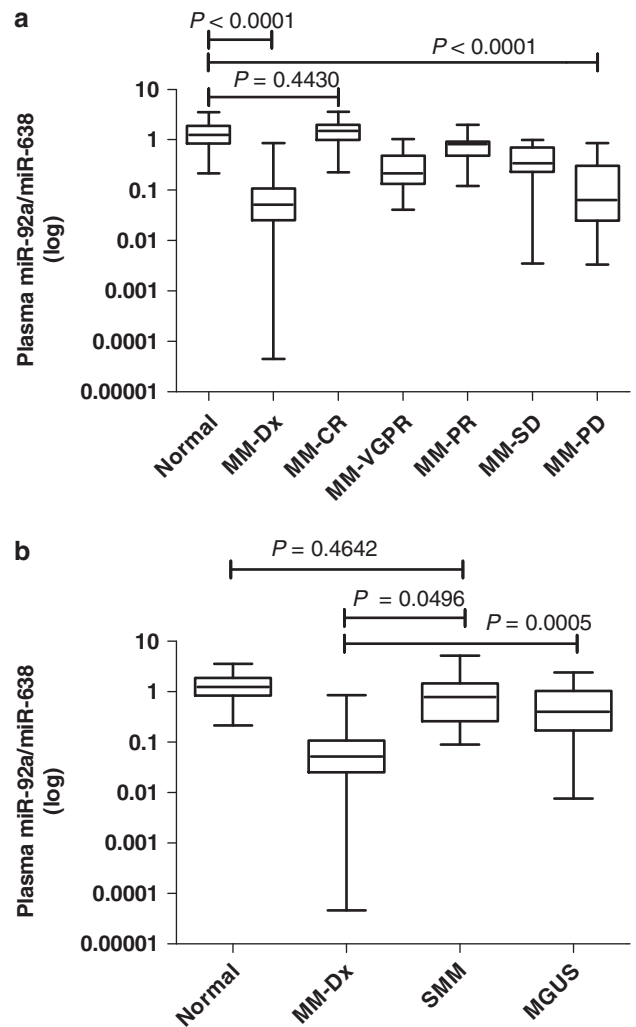 a
P < 0.0001
P < 0.0001
P = 0.4430
Plasma miR-92a/miR-638
(log)
10
1
0.1
0.01
0.001
0.0001
0.00001
Normal
MM-Dx
MM-CR
MM-VGPR
MM-PR
MM-SD
MM-PD
b
P = 0.4642
P = 0.0496
P = 0.0005
Plasma miR-92a/miR-638
(log)
10
1
0.1
0.01
0.001
0.0001
0.00001
Normal
MM-Dx
SMM
MGUS